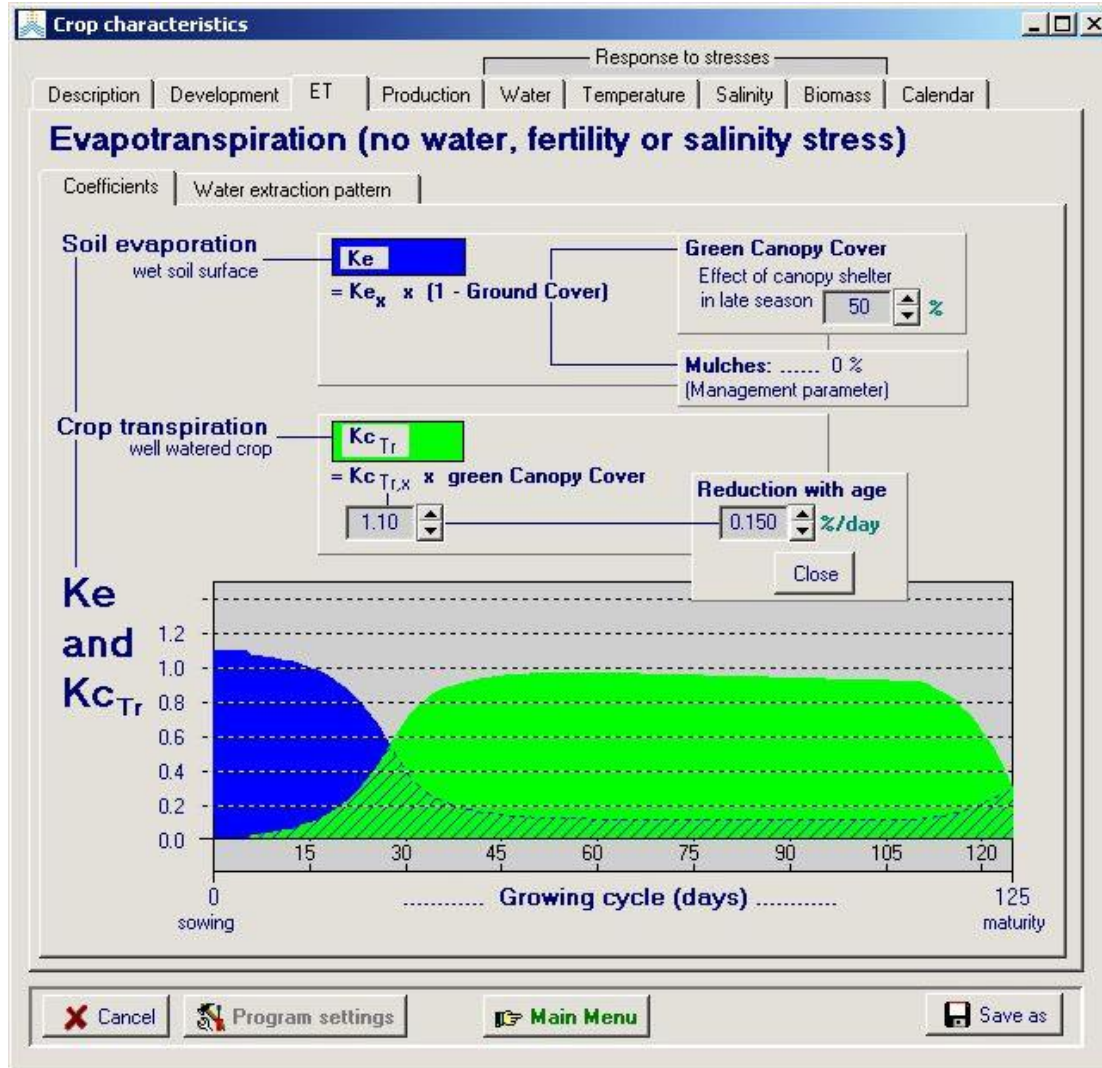 Crop characteristics
Response to stresses
Description Development ET Production Water Temperature Salinity Biomass Calendar
Evapotranspiration (no water, fertility or salinity stress)
Coefficients Water extraction pattern
Soil evaporation
wet soil surface
Ke
= Kex x (1 - Ground Cover)
Green Canopy Cover
Effect of canopy shelter
in late season 50 %
Mulches: ...... 0 %
(Management parameter)
Crop transpiration
well watered crop
Kc Tr
= Kc Tr,x x green Canopy Cover
1.10
Reduction with age
0.150 %/day
Close
Ke
and
KcTr
1.2
1.0
0.8
0.6
0.4
0.2
0.0
15 30 45 60 75 90 105 120
0 ........... Growing cycle (days) ........... 125
sowing maturity
Cancel Program settings Main Menu Save as